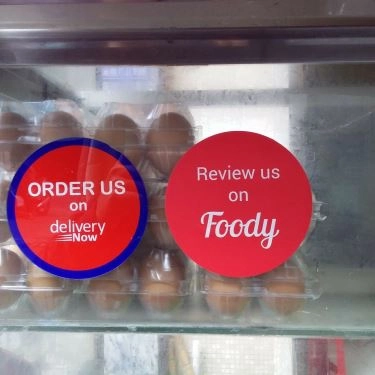 ORDER US
on
delivery
Now
Review us
on
Foody